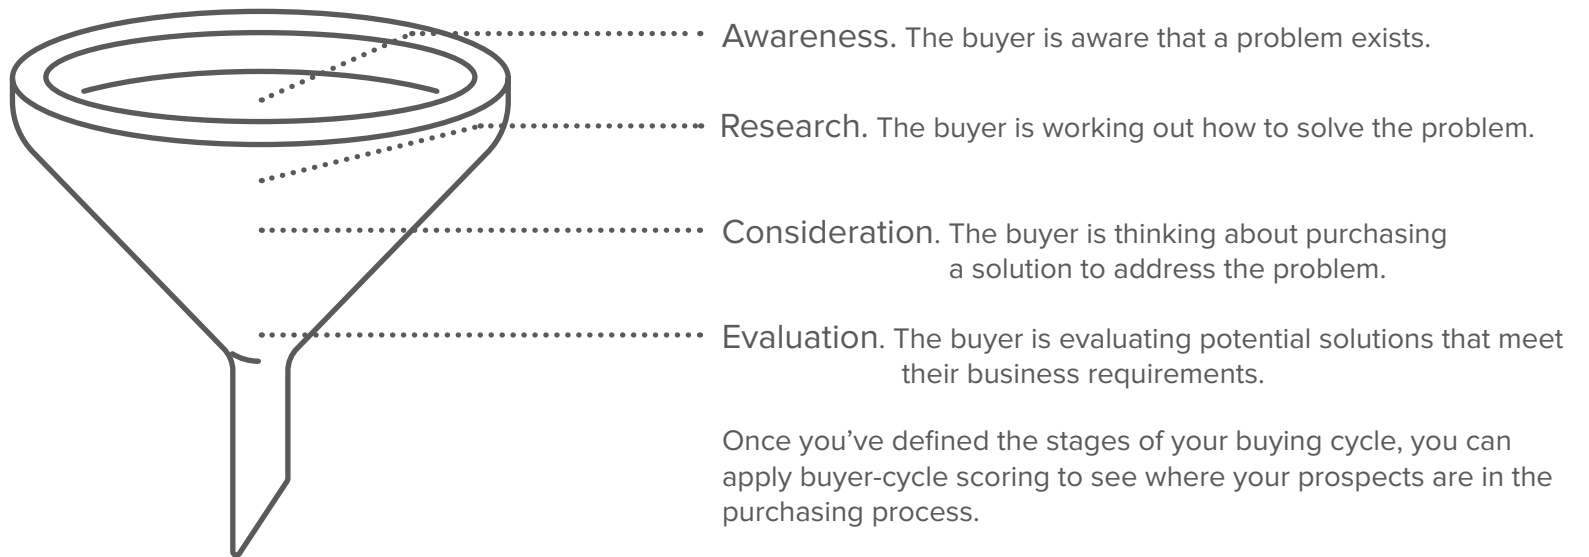 Awareness. The buyer is aware that a problem exists.
Research. The buyer is working out how to solve the problem.
Consideration. The buyer is thinking about purchasing
a solution to address the problem.
Evaluation. The buyer is evaluating potential solutions that meet
their business requirements.
Once you’ve defined the stages of your buying cycle, you can
apply buyer-cycle scoring to see where your prospects are in the
purchasing process.